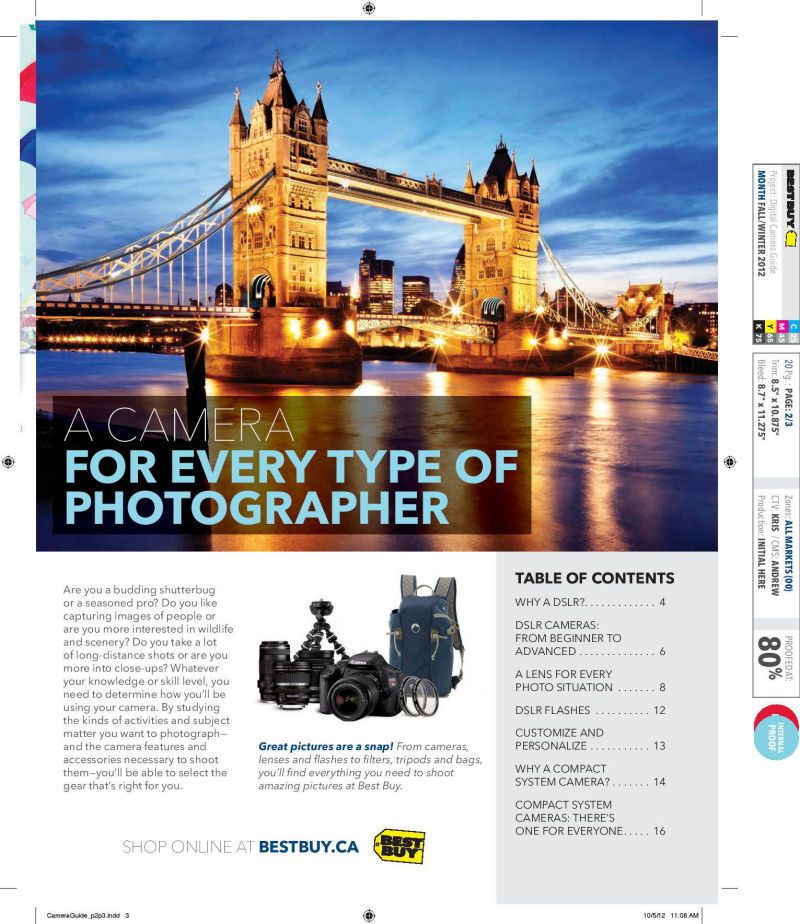 A CAMERA
FOR EVERY TYPE OF
PHOTOGRAPHER
Are you a budding shutterbug
or a seasoned pro? Do you like
capturing images of people or
are you more interested in wildlife
and scenery? Do you take a lot
of long-distance shots or are you
more into close-ups? Whatever
your knowledge or skill level, you
need to determine how you'll be
using your camera. By studying
the kinds of activities and subject
matter you want to photograph–
and the camera features and
accessories necessary to shoot
them–you'll be able to select the
gear that's right for you.
Canon
Great pictures are a snap! From cameras,
lenses and flashes to filters, tripods and bags,
you'll find everything you need to shoot
amazing pictures at Best Buy.
SHOP ONLINE AT BESTBUY.CA
BEST
BUY
TABLE OF CONTENTS
WHY A DSLR?. . . . . . . . . . . . . 4
DSLR CAMERAS:
FROM BEGINNER TO
ADVANCED . . . . . . . . . . . . . . 6
A LENS FOR EVERY
PHOTO SITUATION . . . . . . . 8
DSLR FLASHES . . . . . . . . . . 12
CUSTOMIZE AND
PERSONALIZE . . . . . . . . . . . 13
WHY A COMPACT
SYSTEM CAMERA? . . . . . . . 14
COMPACT SYSTEM
CAMERAS: THERE'S
ONE FOR EVERYONE. . . . . 16
BEST BUY
Project: Digital Camera Guide
MONTH FALL/WINTER 2012
C 25
M 45
Y 65
K 75
20 Pg.: PAGE: 2/3
Trim: 8.5" x 10.875"
Bleed: 8.7" x 11.275"
Zones: ALL MARKETS (00)
CTV: KRIS / CMS: ANDREW
Production: INITIAL HERE
PROOFED AT:
80%
INTERNAL
PROOF
CameraGuide_p2p3.indd 3
10/5/12 11:08 AM